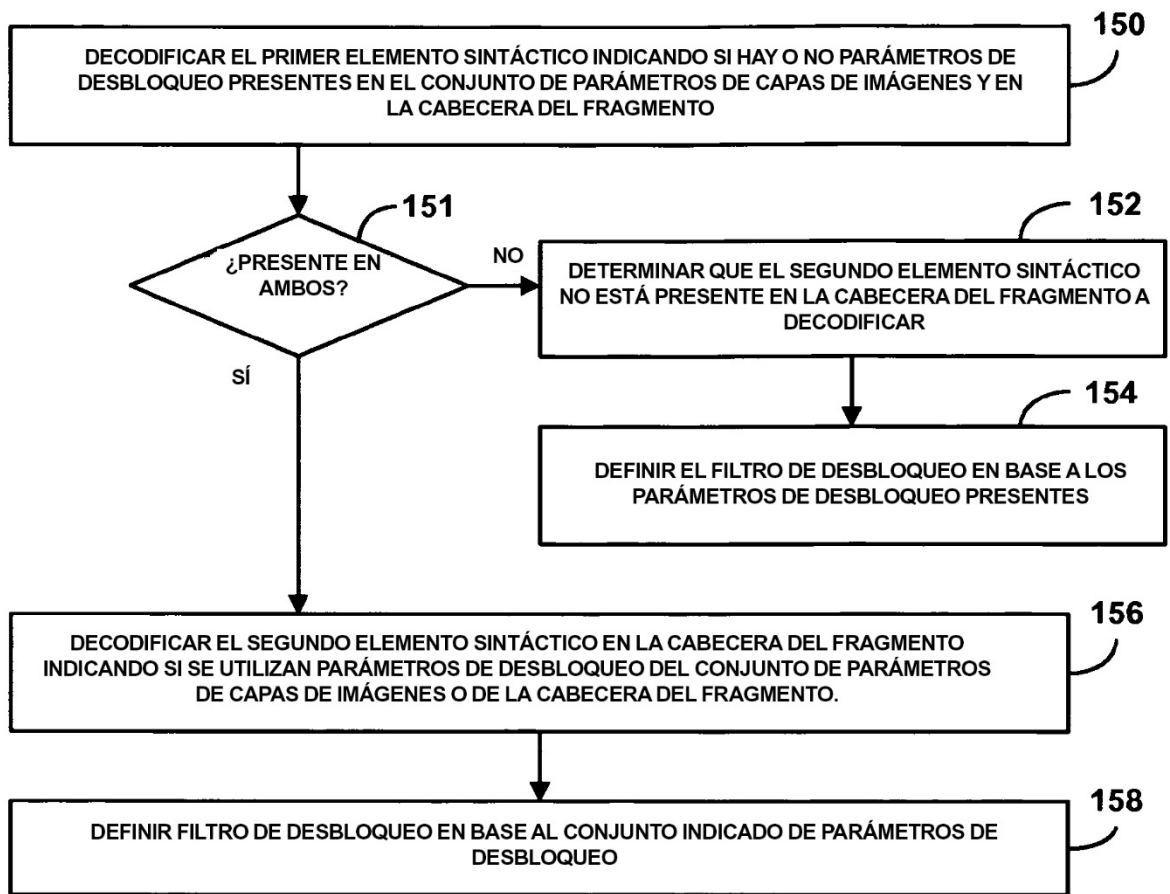 150
DECODIFICAR EL PRIMER ELEMENTO SINTÁCTICO INDICANDO SI HAY O NO PARÁMETROS DE
DESBLOQUEO PRESENTES EN EL CONJUNTO DE PARÁMETROS DE CAPAS DE IMÁGENES Y EN
LA CABECERA DEL FRAGMENTO
151
¿PRESENTE EN
AMBOS?
NO
SÍ
152
DETERMINAR QUE EL SEGUNDO ELEMENTO SINTÁCTICO
NO ESTÁ PRESENTE EN LA CABECERA DEL FRAGMENTO A
DECODIFICAR
154
DEFINIR EL FILTRO DE DESBLOQUEO EN BASE A LOS
PARÁMETROS DE DESBLOQUEO PRESENTES
156
DECODIFICAR EL SEGUNDO ELEMENTO SINTÁCTICO EN LA CABECERA DEL FRAGMENTO
INDICANDO SI SE UTILIZAN PARÁMETROS DE DESBLOQUEO DEL CONJUNTO DE PARÁMETROS
DE CAPAS DE IMÁGENES O DE LA CABECERA DEL FRAGMENTO.
158
DEFINIR FILTRO DE DESBLOQUEO EN BASE AL CONJUNTO INDICADO DE PARÁMETROS DE
DESBLOQUEO